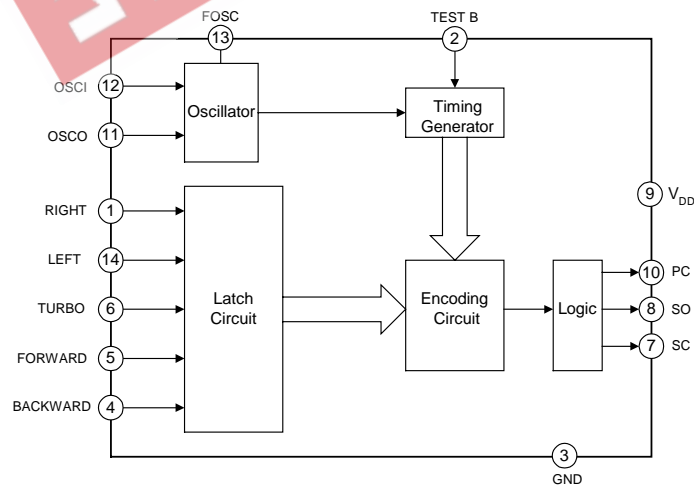 FOSC
TEST B
13
2
OSCI
12
Oscillator
Timing
Generator
OSCO
11
RIGHT
1
9
VDD
LEFT
14
Latch
Circuit
Encoding
Circuit
Logic
10
PC
TURBO
6
8
SO
FORWARD
5
7
SC
BACKWARD
4
3
GND